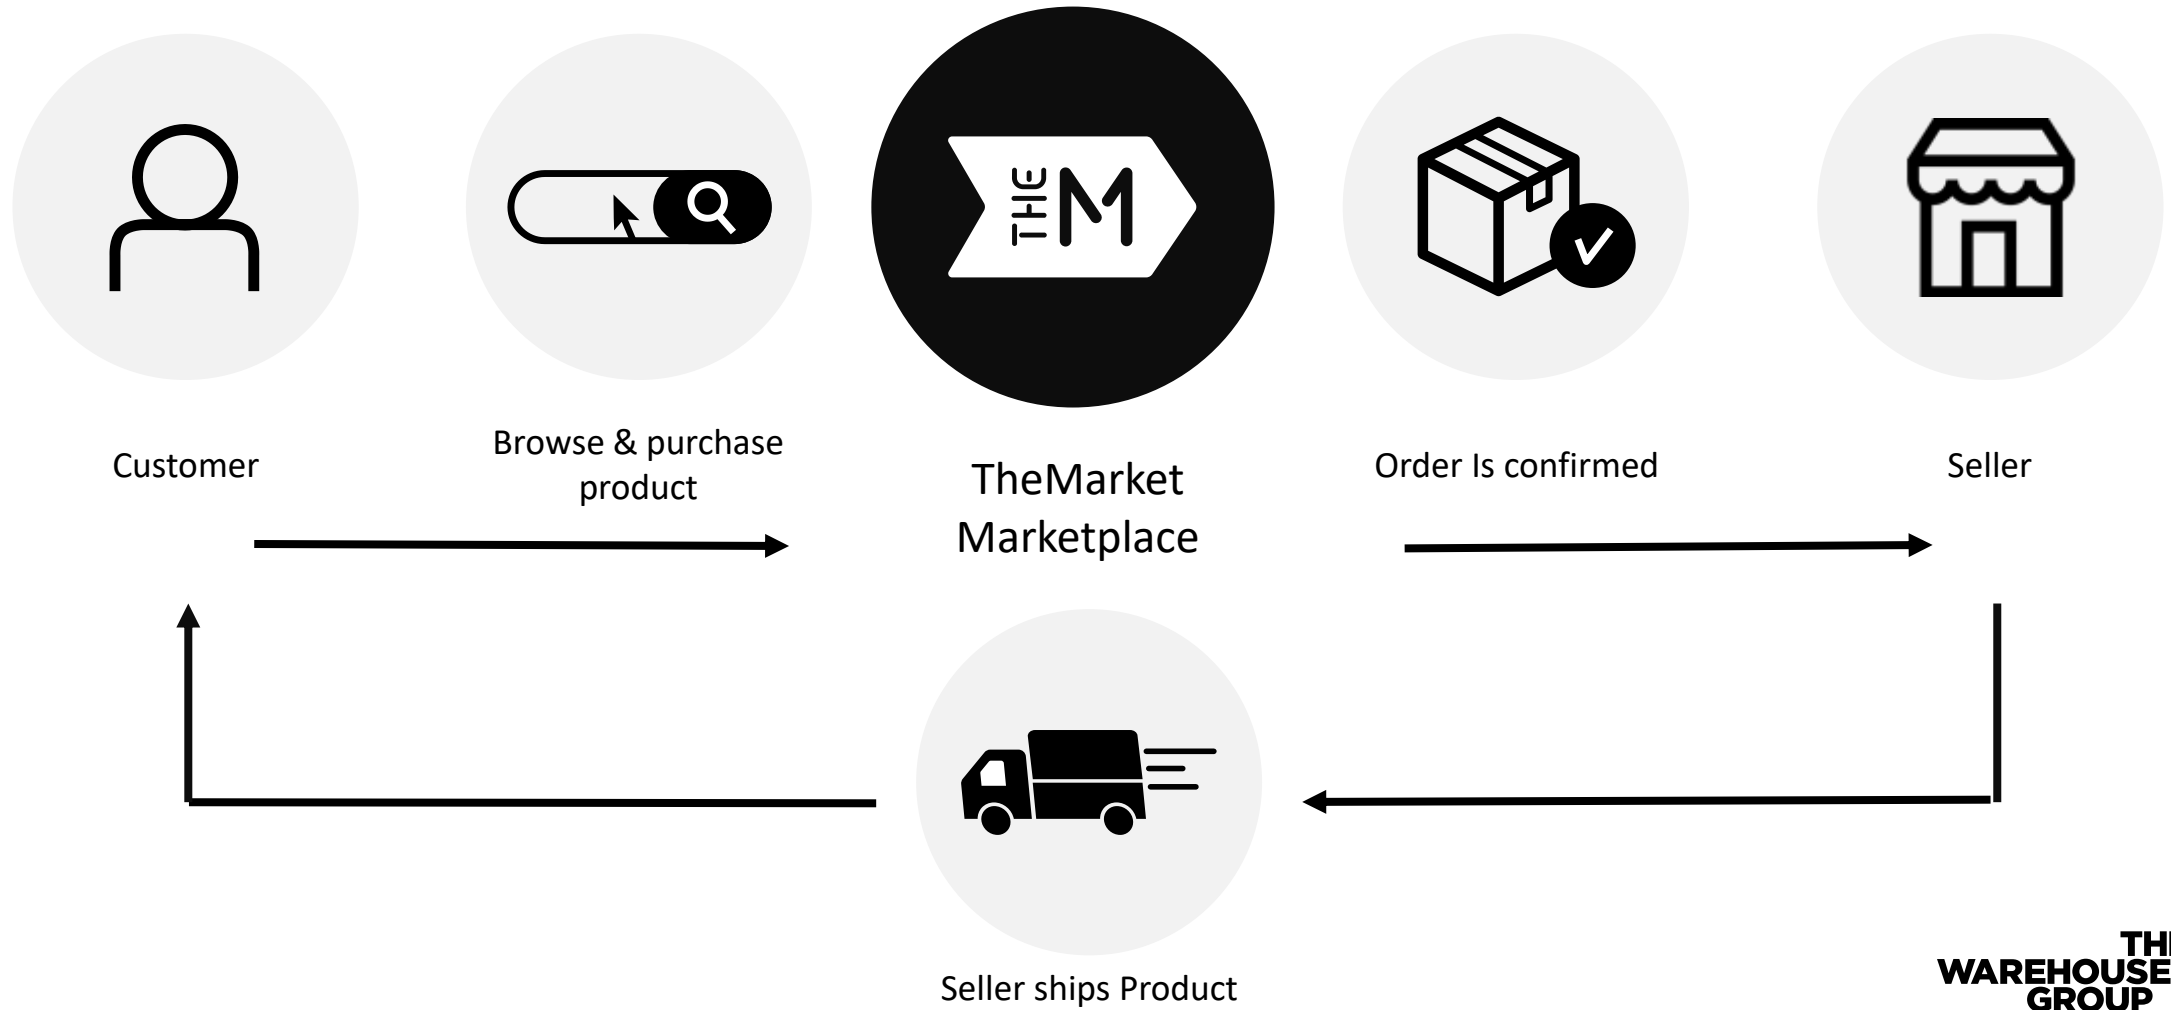 THE M
Customer
Browse & purchase
product
TheMarket
Marketplace
Order Is confirmed
Seller
Seller ships Product
WAREHOUSE
GROUP